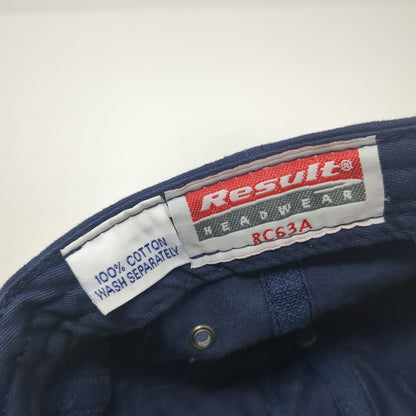 Result®
HEADWEAR
RC63A
100% COTTON
WASH SEPARATELY